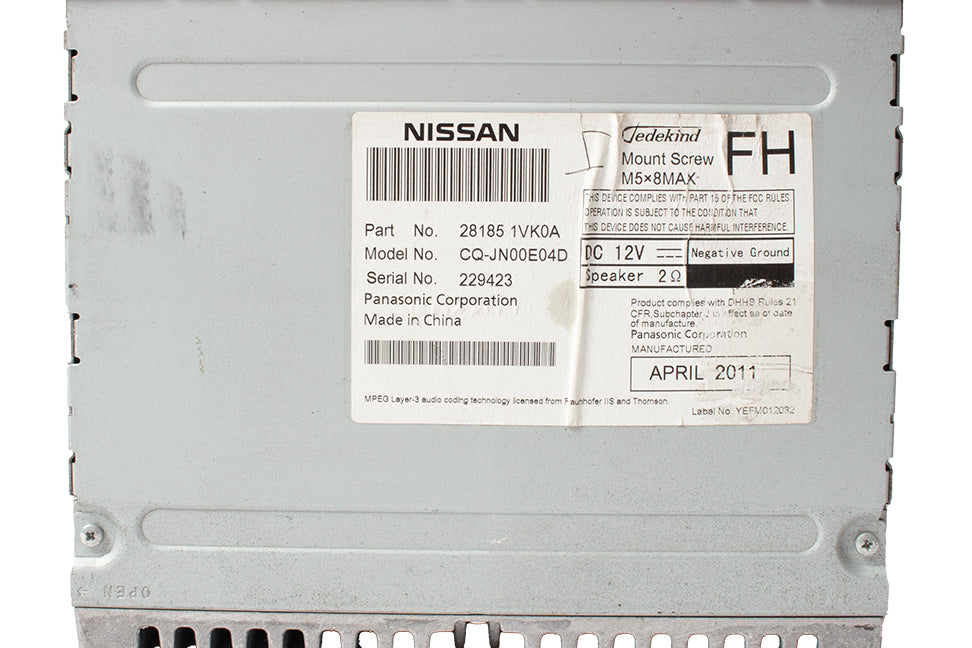 NISSAN
Part No. 28185 1VK0A
Model No. CQ-JN00E04D
Serial No. 229423
Panasonic Corporation
Made in China
MPEG Layer-3 audio coding technology licensed from Fraunhofer IIS and Thomson.
Jedekind
Mount Screw
M5×8MAX
FH
THIS DEVICE COMPLIES WITH PART 15 OF THE FCC RULES.
OPERATION IS SUBJECT TO THE CONDITION THAT
THIS DEVICE DOES NOT CAUSE HARMFUL INTERFERENCE.
DC 12V
Negative Ground
Speaker 2Ω
Product complies with DHHS Rules 21
CFR,Subchapter J in effect as of date
of manufacture.
Panasonic Corporation
MANUFACTURED
APRIL 2011
Label No. YEFM012032
OPEN